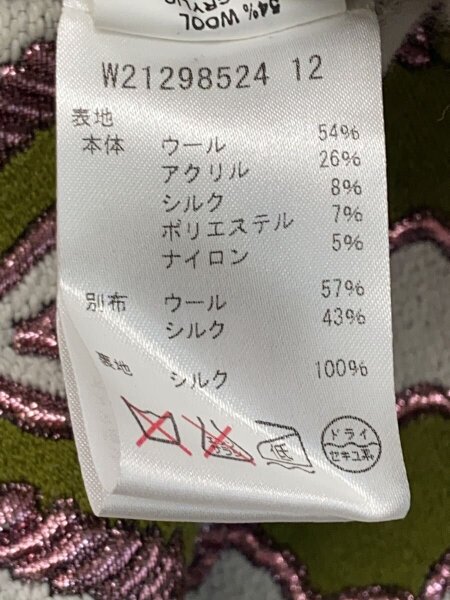 54% WOOL
W21298524 12
表地
本体 ウール 54%
アクリル 26%
シルク 8%
ポリエステル 7%
ナイロン 5%
別布 ウール 57%
シルク 43%
裏地 シルク 100%
低
ドライ
セキユ系